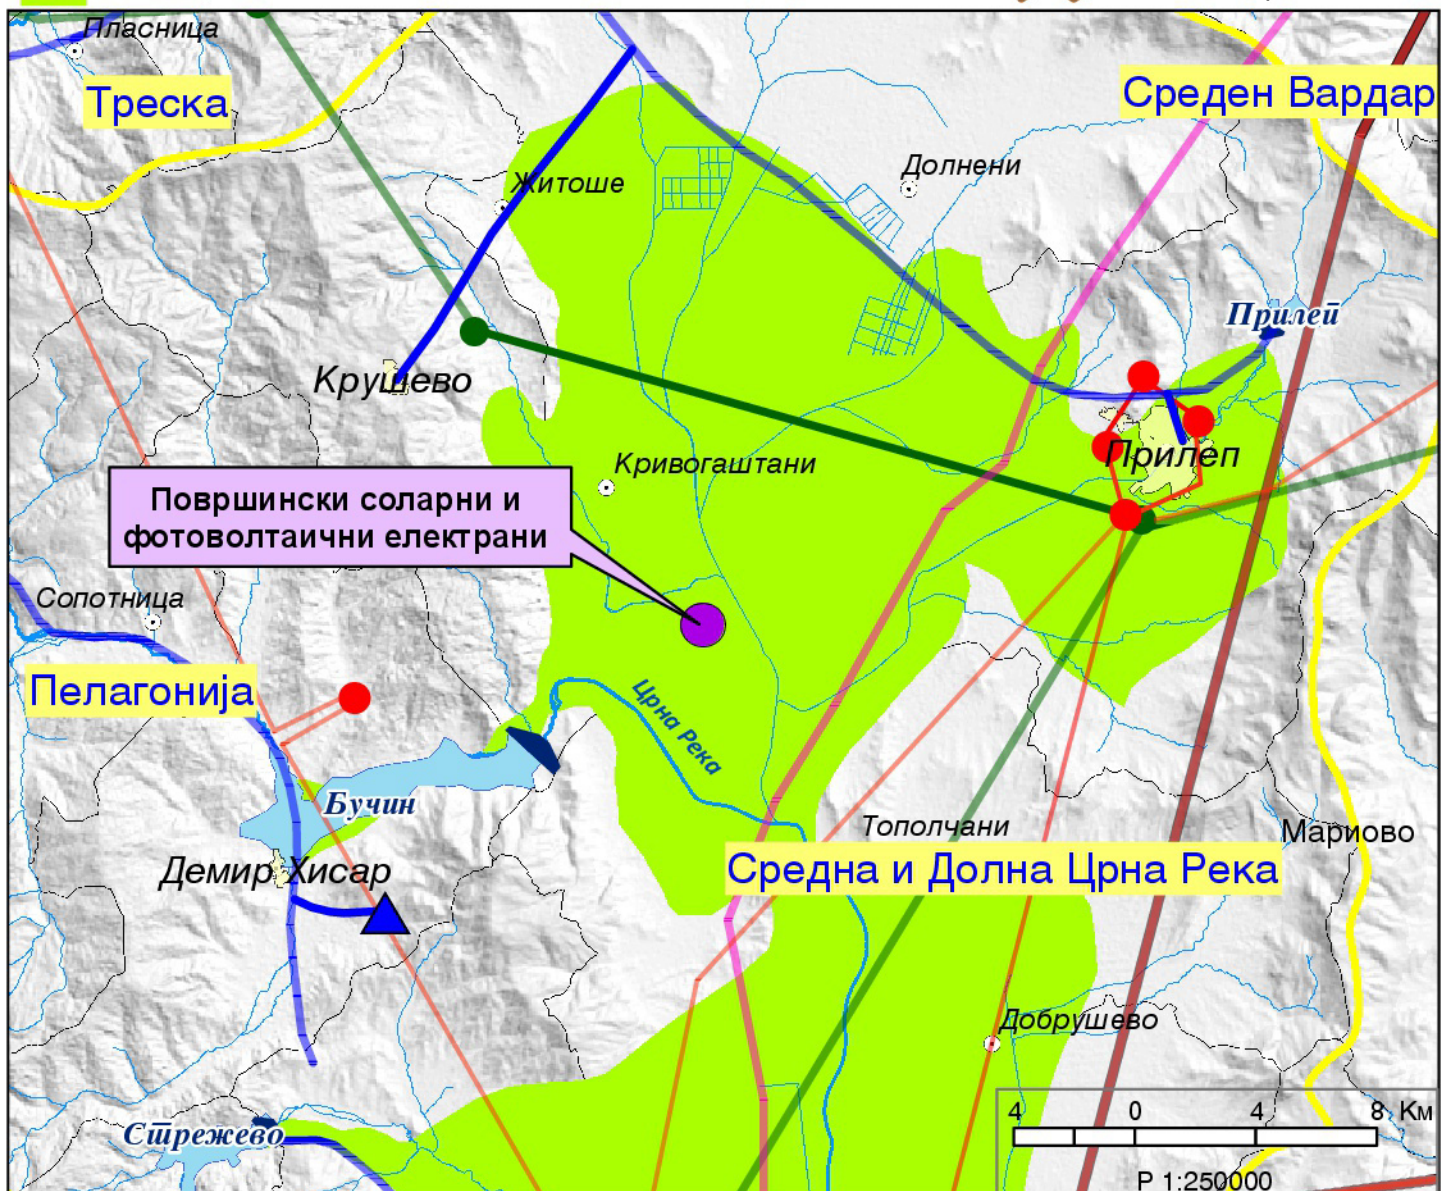 Пласница
Треска
Среден Вардар
Долнени
Житоше
Прилеп
Крушево
Прилеп
Кривогаштани
Површински соларни и
фотоволтаични електрани
Сопотница
Пелагонија
Црна Река
Бучин
Тополчани
Мариово
Демир Хисар
Средна и Долна Црна Река
Добрушево
4 0 4 8 Км
Стрежево
Р 1:250000